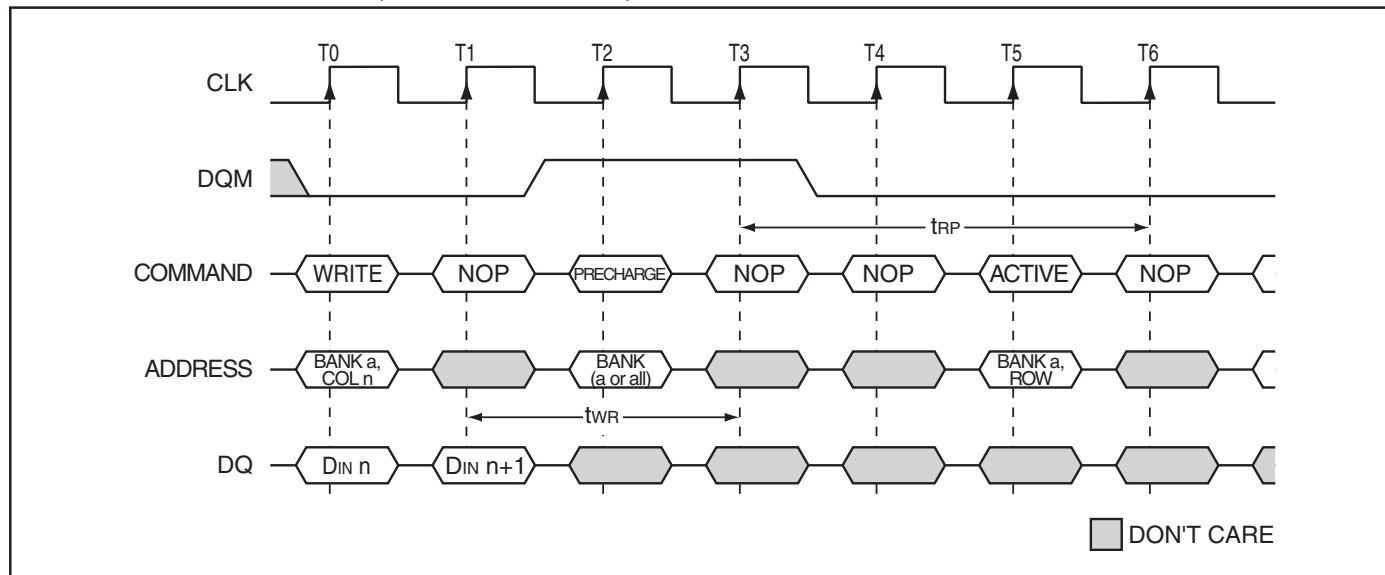 T0 T1 T2 T3 T4 T5 T6
CLK
DQM
tRP
COMMAND WRITE NOP PRECHARGE NOP NOP ACTIVE NOP
ADDRESS BANK a, COL n BANK (a or all) BANK a, ROW
tWR
DQ DIN n DIN n+1
DON'T CARE